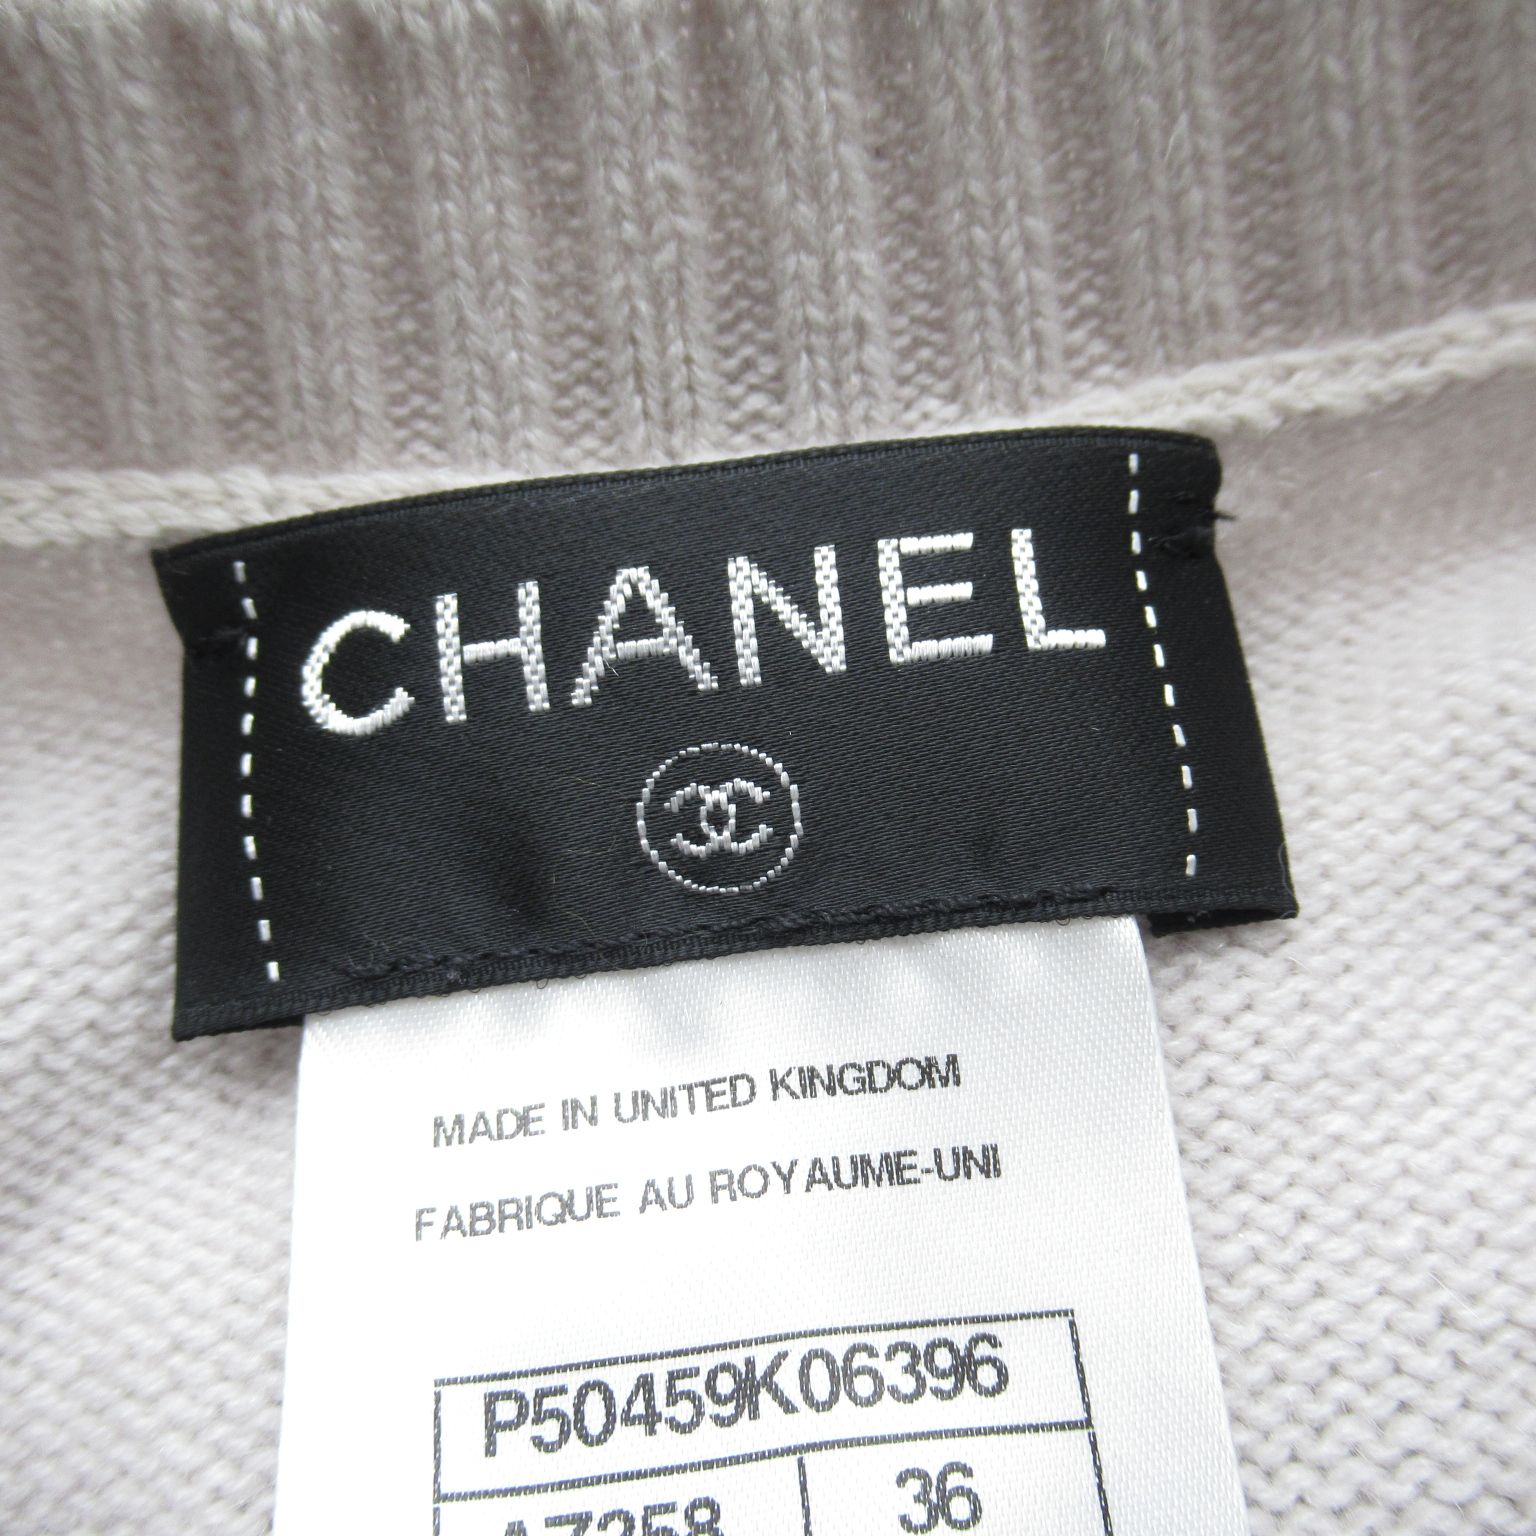 CHANEL
MADE IN UNITED KINGDOM
FABRIQUE AU ROYAUME-UNI
P50459K06396
36